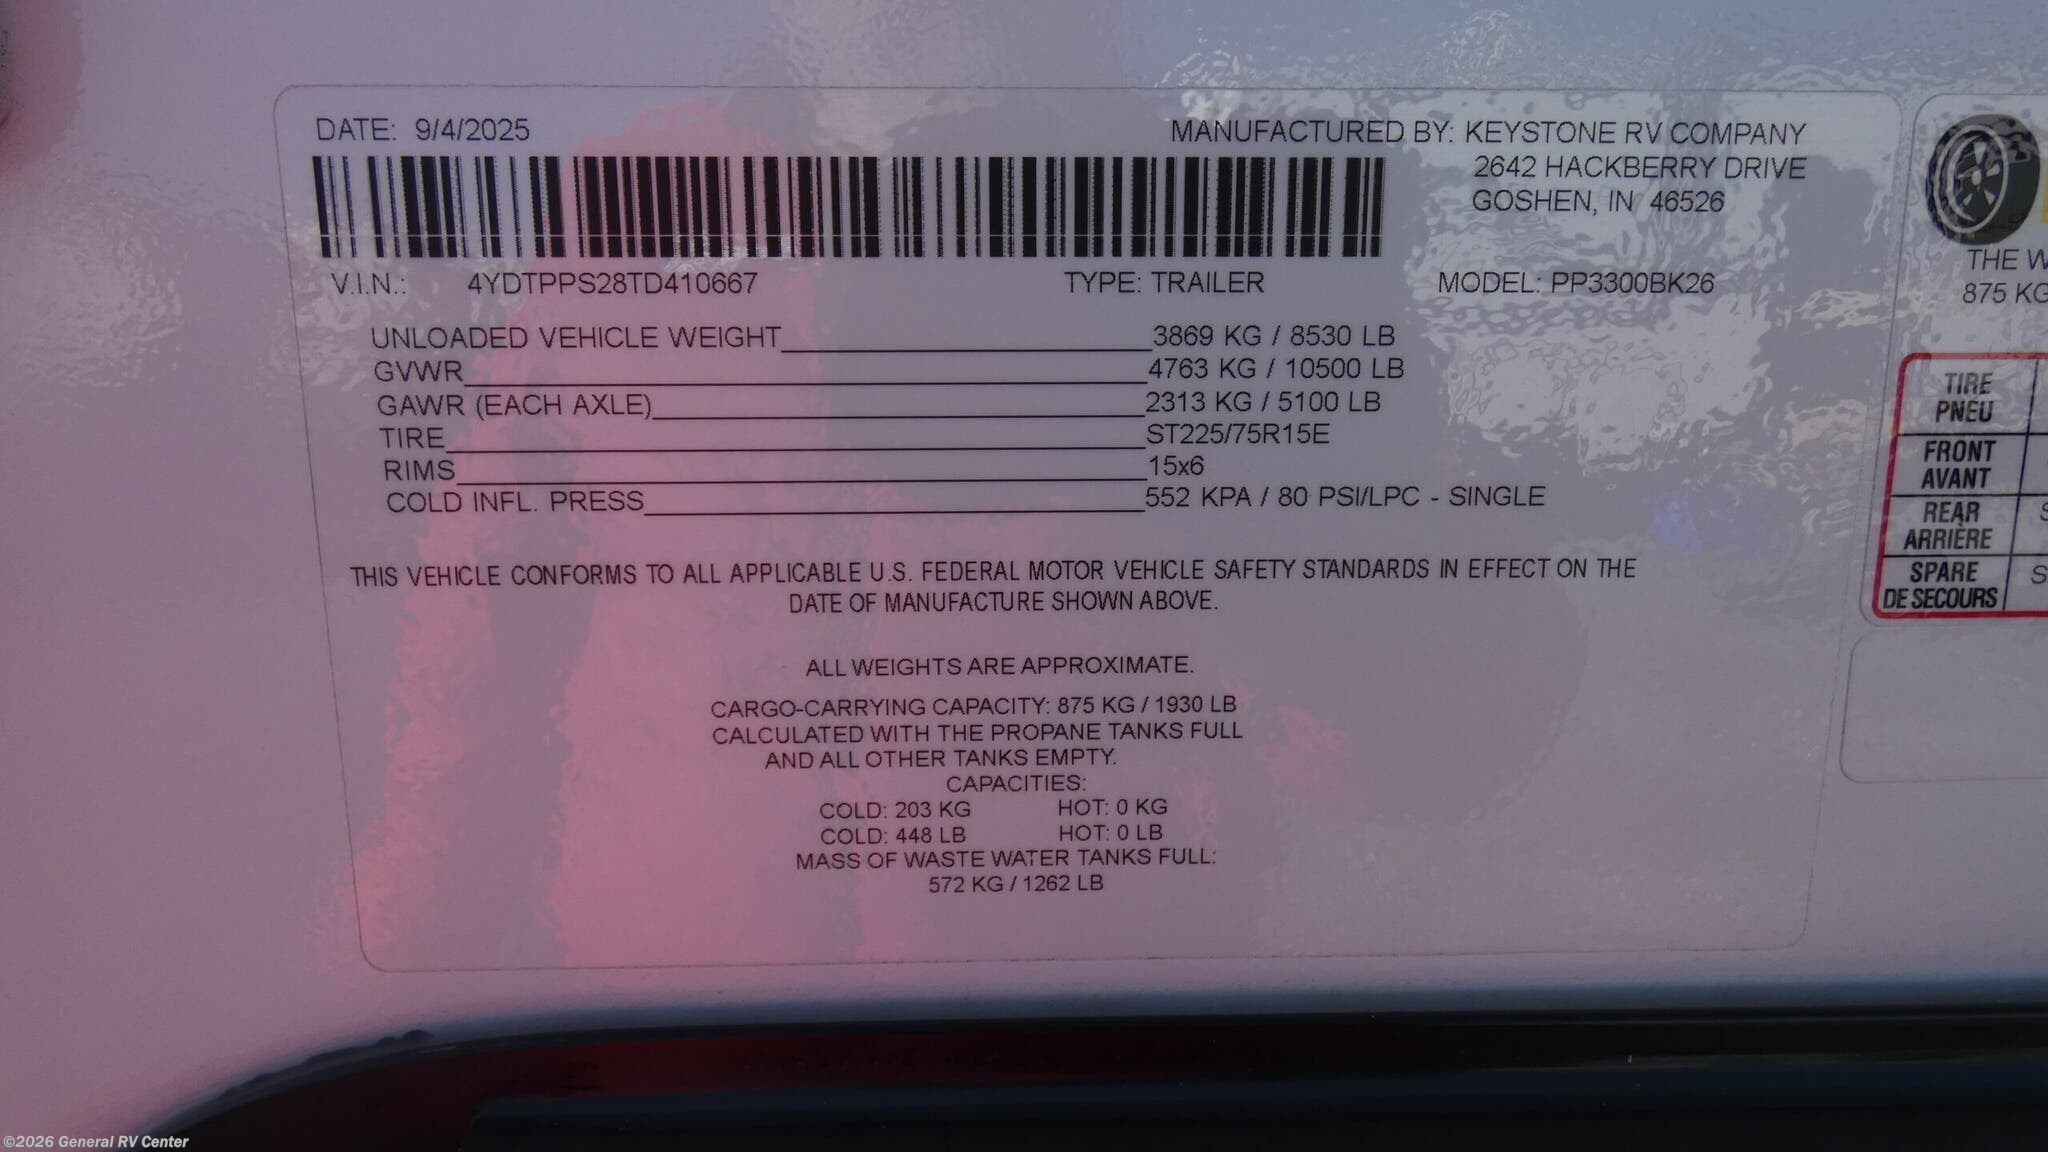 DATE: 9/4/2025
MANUFACTURED BY: KEYSTONE RV COMPANY
2642 HACKBERRY DRIVE
GOSHEN, IN 46526
V.I.N.: 4YDTPPS28TD410667 TYPE: TRAILER MODEL: PP3300BK26
UNLOADED VEHICLE WEIGHT 3869 KG / 8530 LB
GVWR 4763 KG / 10500 LB
GAWR (EACH AXLE) 2313 KG / 5100 LB
TIRE ST225/75R15E
RIMS 15x6
COLD INFL. PRESS 552 KPA / 80 PSI/LPC - SINGLE
THIS VEHICLE CONFORMS TO ALL APPLICABLE U.S. FEDERAL MOTOR VEHICLE SAFETY STANDARDS IN EFFECT ON THE
DATE OF MANUFACTURE SHOWN ABOVE.
ALL WEIGHTS ARE APPROXIMATE.
CARGO-CARRYING CAPACITY: 875 KG / 1930 LB
CALCULATED WITH THE PROPANE TANKS FULL
AND ALL OTHER TANKS EMPTY.
CAPACITIES:
COLD: 203 KG HOT: 0 KG
COLD: 448 LB HOT: 0 LB
MASS OF WASTE WATER TANKS FULL:
572 KG / 1262 LB
THE W
875 KG
TIRE
PNEU
FRONT
AVANT
REAR
ARRIÈRE
SPARE
DE SECOURS
©2026 General RV Center